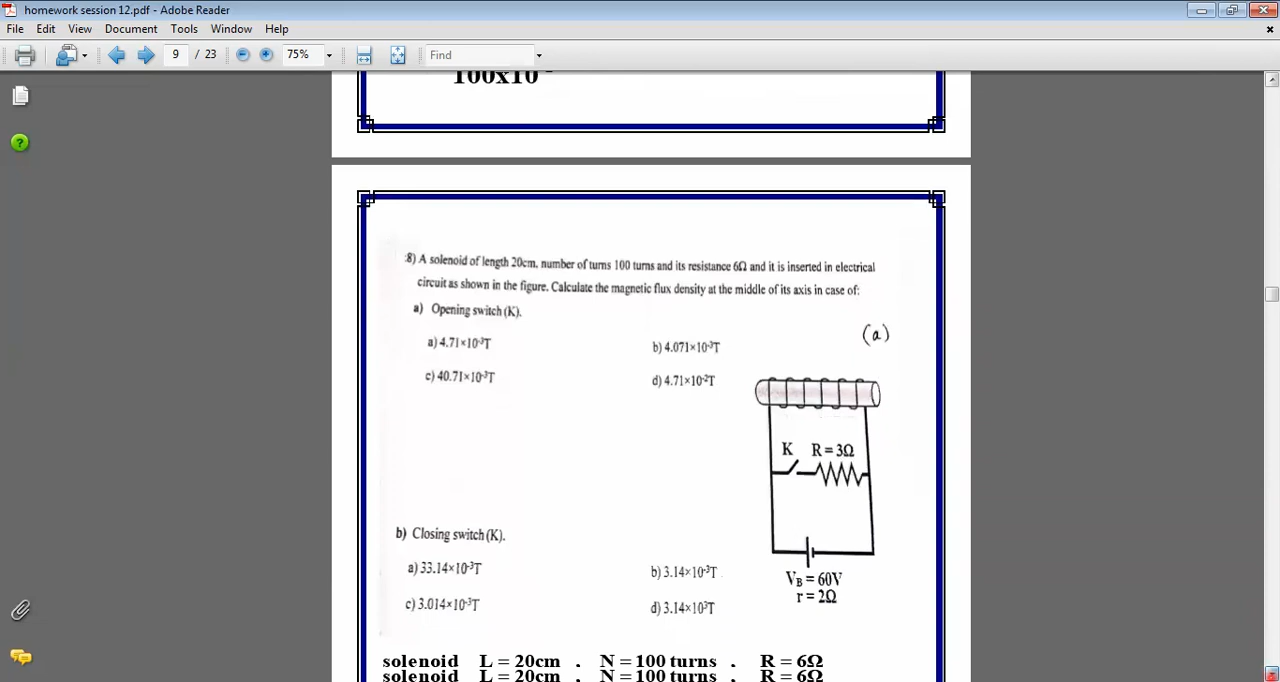 homework session 12.pdf - Adobe Reader
File Edit View Document Tools Window Help
9 / 23 75% Find
100x10
8) A solenoid of length 20cm, number of turns 100 turns and its resistance 6Ω and it is inserted in electrical
circuit as shown in the figure. Calculate the magnetic flux density at the middle of its axis in case of:
a) Opening switch (K).
(a)
a) 4.71×10⁻³T b) 4.071×10⁻³T
c) 40.71×10⁻³T d) 4.71×10⁻²T
K R = 3Ω
b) Closing switch (K).
a) 33.14×10⁻³T b) 3.14×10⁻³T
V_B = 60V
r = 2Ω
c) 3.014×10⁻³T d) 3.14×10³T
solenoid L = 20cm , N = 100 turns , R = 6Ω
solenoid L = 20cm , N = 100 turns , R = 6Ω